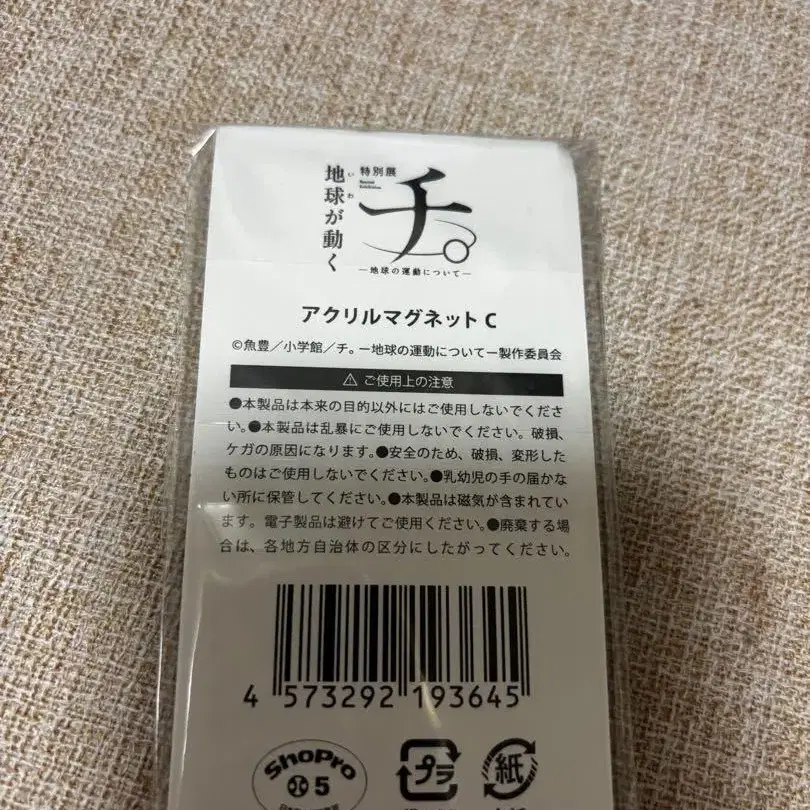 特別展
チ。
―地球の運動について―
地球が動く
いお
アクリルマグネット C
©魚豊／小学館／チ。ー地球の運動についてー製作委員会
⚠ ご使用上の注意
●本製品は本来の目的以外にはご使用しないでくださ
い。●本製品は乱暴にご使用しないでください。破損、
ケガの原因になります。●安全のため、破損、変形した
ものはご使用しないでください。●乳幼児の手の届かな
い所に保管してください。●本製品は磁気が含まれてい
ます。電子製品は避けてご使用ください。●廃棄する場
合は、各地方自治体の区分にしたがってください。
4 573292 193645
ShoPro
5
プラ
紙